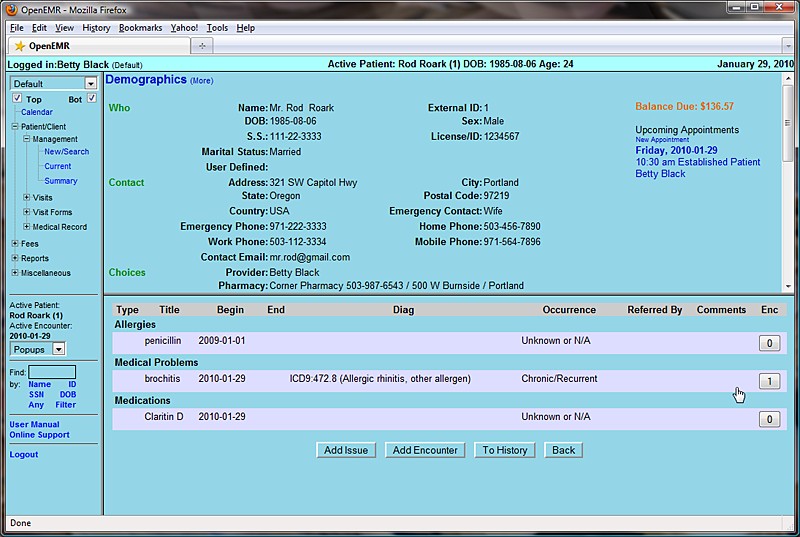 OpenEMR - Mozilla Firefox
File Edit View History Bookmarks Yahoo! Tools Help
OpenEMR
Logged in:Betty Black (Default) Active Patient: Rod Roark (1) DOB: 1985-08-06 Age: 24 January 29, 2010
Default
Top Bot
Calendar
Patient/Client
Management
New/Search
Current
Summary
Visits
Visit Forms
Medical Record
Fees
Reports
Miscellaneous
Active Patient:
Rod Roark (1)
Active Encounter:
2010-01-29
Popups
Find:
by: Name ID
SSN DOB
Any Filter
User Manual
Online Support
Logout
Demographics (More)
Who Name: Mr. Rod Roark External ID: 1
DOB: 1985-08-06 Sex: Male
S.S.: 111-22-3333 License/ID: 1234567
Marital Status: Married
User Defined:
Contact Address: 321 SW Capitol Hwy City: Portland
State: Oregon Postal Code: 97219
Country: USA Emergency Contact: Wife
Emergency Phone: 971-222-3333 Home Phone: 503-456-7890
Work Phone: 503-112-3334 Mobile Phone: 971-564-7896
Contact Email: mr.rod@gmail.com
Choices Provider: Betty Black
Pharmacy: Corner Pharmacy 503-987-6543 / 500 W Burnside / Portland
Balance Due: $136.57
Upcoming Appointments
New Appointment
Friday, 2010-01-29
10:30 am Established Patient
Betty Black
Type Title Begin End Diag Occurrence Referred By Comments Enc
Allergies
penicillin 2009-01-01 Unknown or N/A 0
Medical Problems
brochitis 2010-01-29 ICD9:472.8 (Allergic rhinitis, other allergen) Chronic/Recurrent 1
Medications
Claritin D 2010-01-29 Unknown or N/A 0
Add Issue Add Encounter To History Back
Done